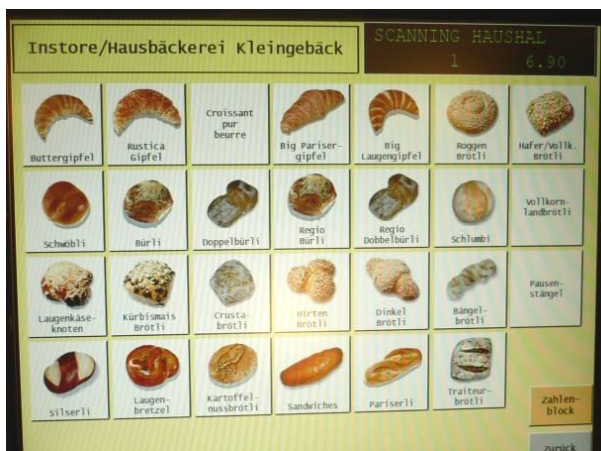 Instore/Hausbäckerei Kleingebäck
SCANNING HAUSHAL
1 6.90
Buttergipfel
Rustica
Gipfel
Croissant
pur
beurre
Big Pariser-
gipfel
Big
Laugengipfel
Roggen
Brötli
Hafer/Vollk.
Brötli
Schwöbli
Bürli
Doppelbürli
Regio
Bürli
Regio
Dobbelbürli
Schlumbi
Vollkorn-
landbrötli
Laugenkäse-
knoten
Kürbismais
Brötli
Crusta-
brötli
Hirten
Brötli
Dinkel
Brötli
Bängel-
brötli
Pausen-
stängel
Silserli
Laugen-
bretzel
Kartoffel-
nussbrötli
Sandwiches
Pariserli
Traiteur-
brötli
Zahlen-
block
zurück